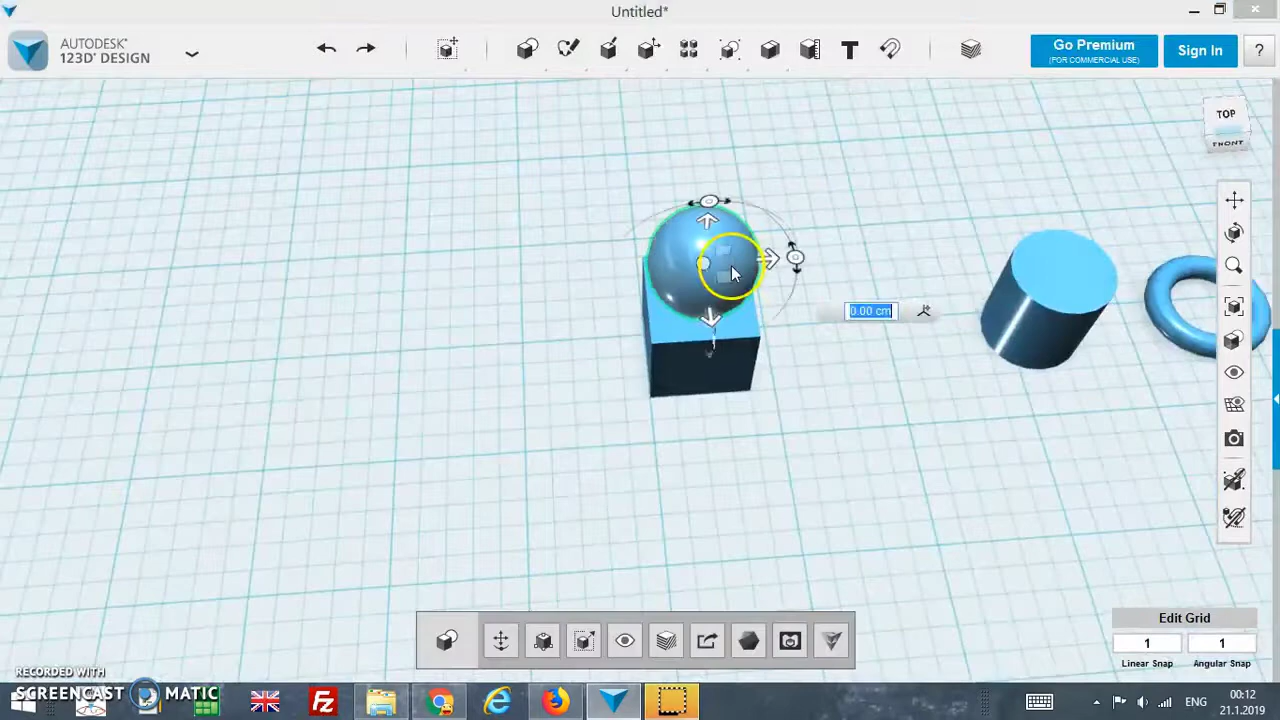 Untitled*
AUTODESK®
123D® DESIGN
Go Premium
(FOR COMMERCIAL USE)
Sign In
?
TOP
FRONT
0.00 cm
Edit Grid
1 1
Linear Snap Angular Snap
RECORDED WITH
SCREENCAST MATIC
ENG
00:12
21.1.2019